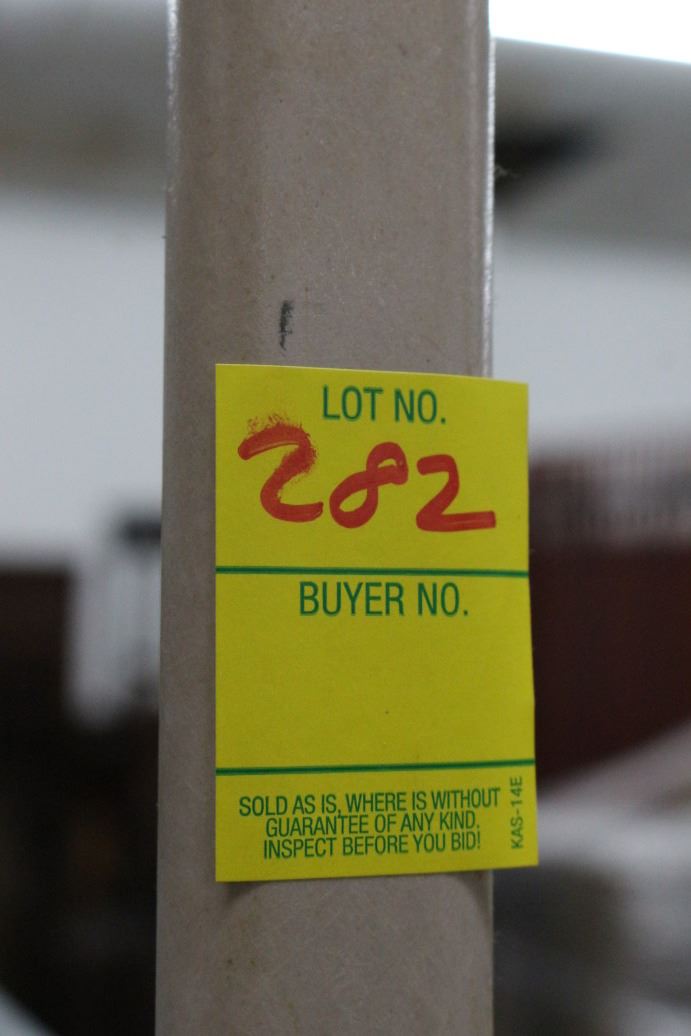 LOT NO.
282
BUYER NO.
SOLD AS IS, WHERE IS WITHOUT
GUARANTEE OF ANY KIND.
INSPECT BEFORE YOU BID!
KAS-14E